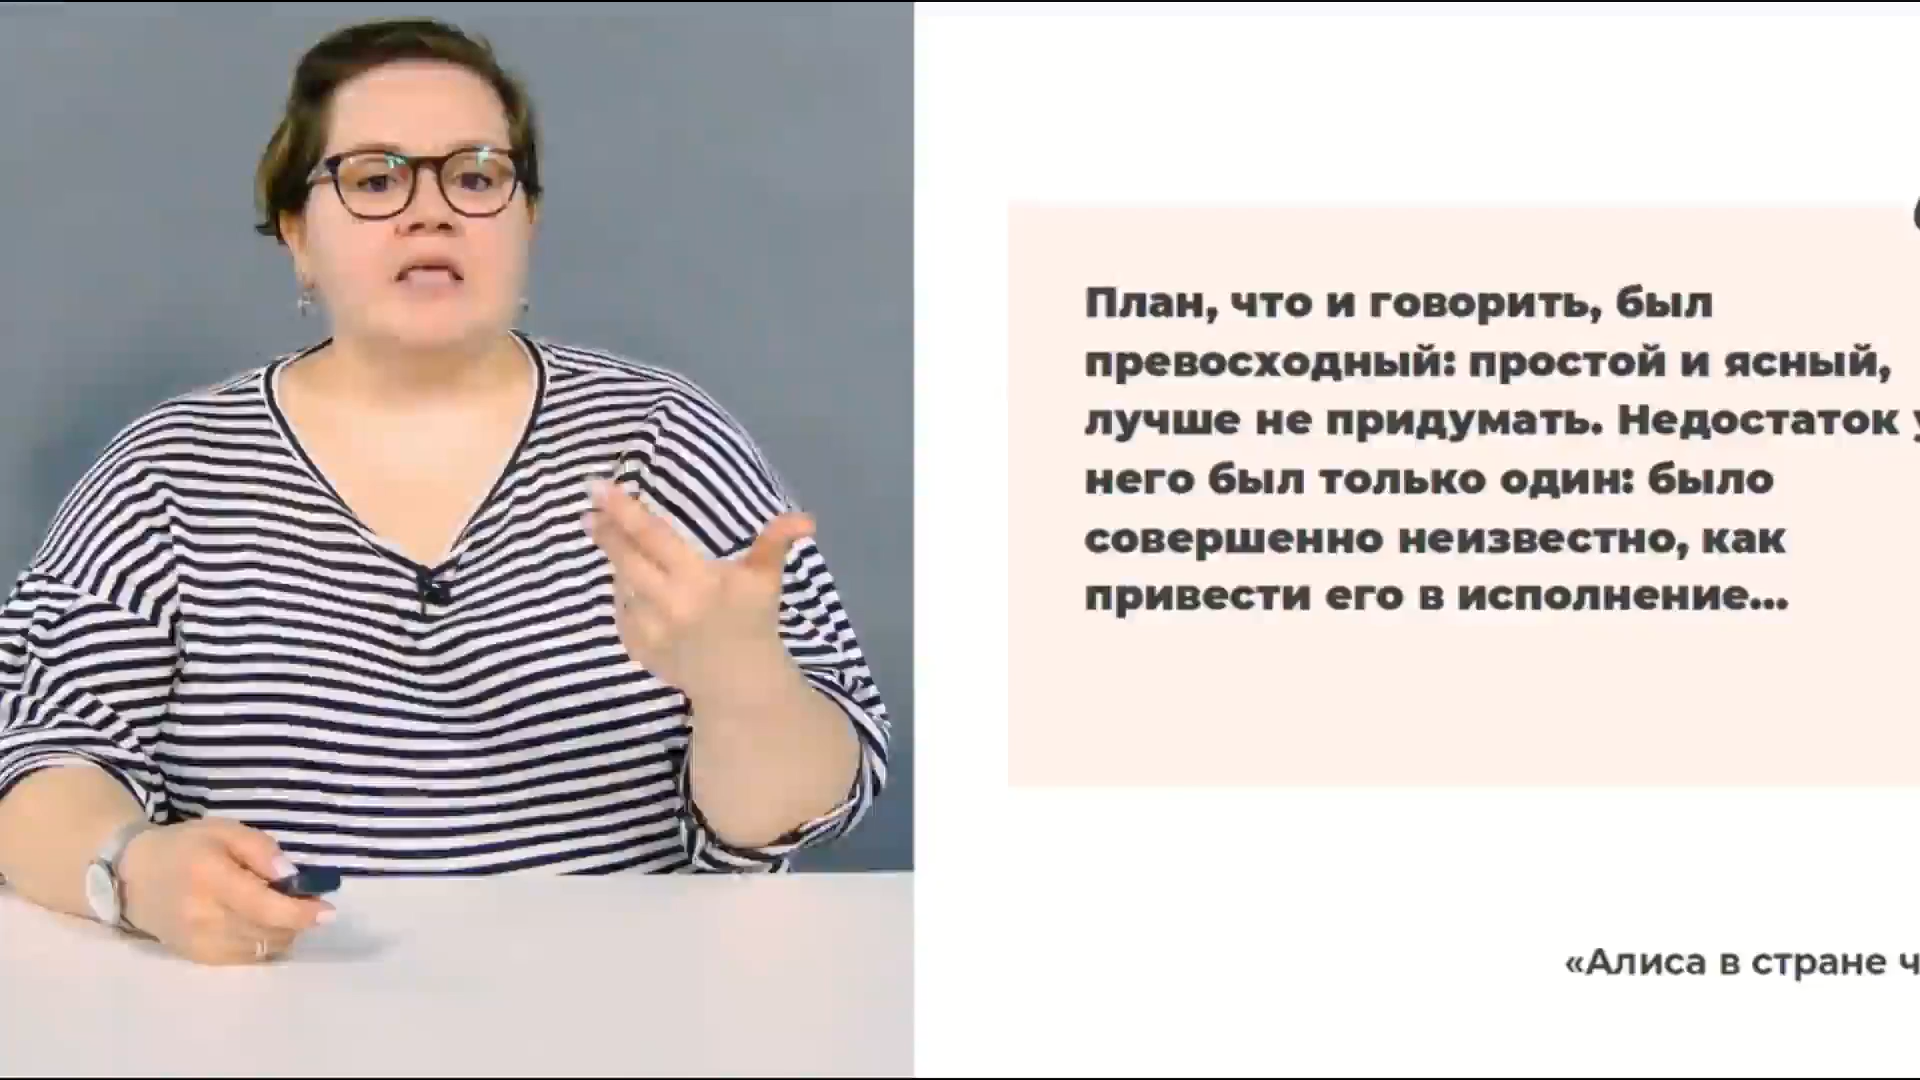 План, что и говорить, был
превосходный: простой и ясный,
лучше не придумать. Недостаток у
него был только один: было
совершенно неизвестно, как
привести его в исполнение...
«Алиса в стране ч